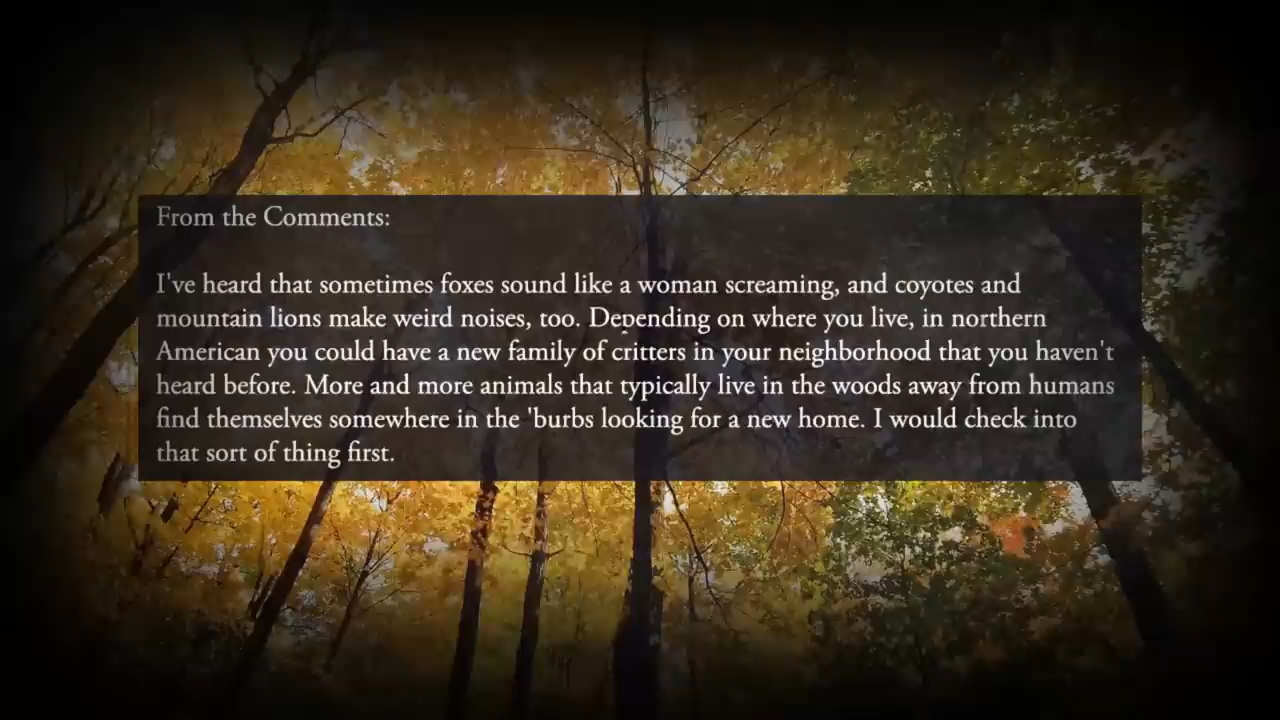 From the Comments:
I've heard that sometimes foxes sound like a woman screaming, and coyotes and
mountain lions make weird noises, too. Depending on where you live, in northern
American you could have a new family of critters in your neighborhood that you haven't
heard before. More and more animals that typically live in the woods away from humans
find themselves somewhere in the 'burbs looking for a new home. I would check into
that sort of thing first.